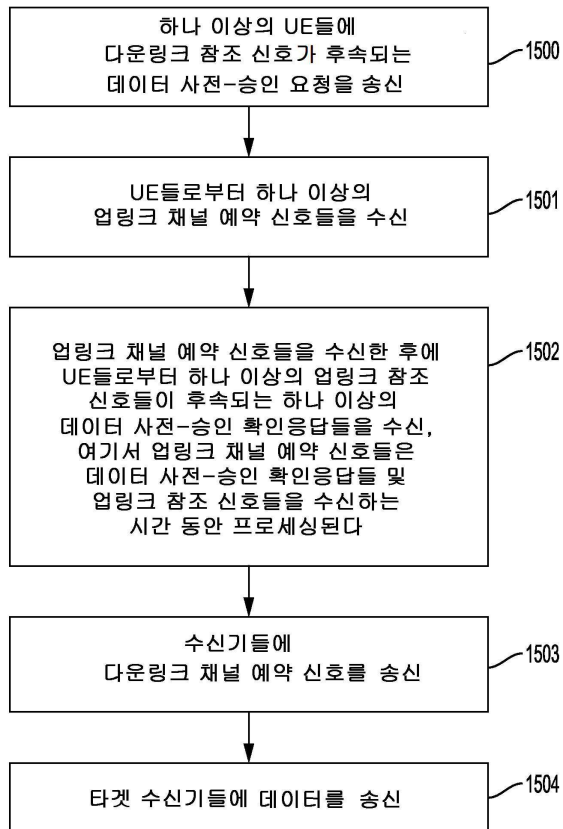 하나 이상의 UE들에
다운링크 참조 신호가 후속되는
데이터 사전-승인 요청을 송신
1500
UE들로부터 하나 이상의
업링크 채널 예약 신호들을 수신
1501
업링크 채널 예약 신호들을 수신한 후에
UE들로부터 하나 이상의 업링크 참조
신호들이 후속되는 하나 이상의
데이터 사전-승인 확인응답들을 수신,
여기서 업링크 채널 예약 신호들은
데이터 사전-승인 확인응답들 및
업링크 참조 신호들을 수신하는
시간 동안 프로세싱된다
1502
수신기들에
다운링크 채널 예약 신호를 송신
1503
타겟 수신기들에 데이터를 송신
1504